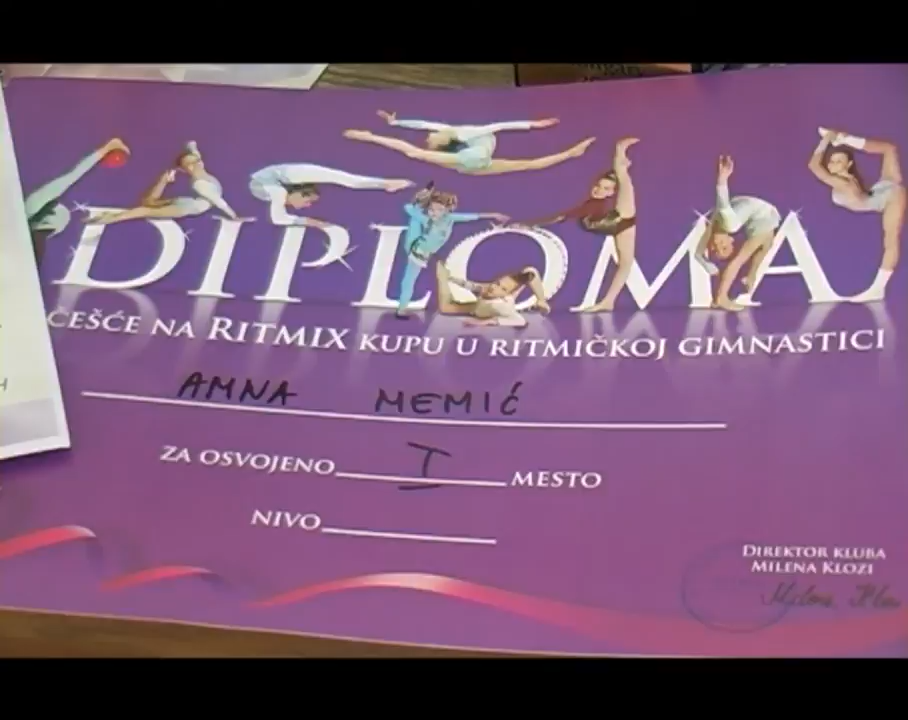 DIPLOMA
ČEŠĆE NA RITMIX KUPU U RITMIČKOJ GIMNASTICI
AMNA MEMIĆ
ZA OSVOJENO I MESTO
NIVO
DIREKTOR KLUBA
MILENA KLOZI